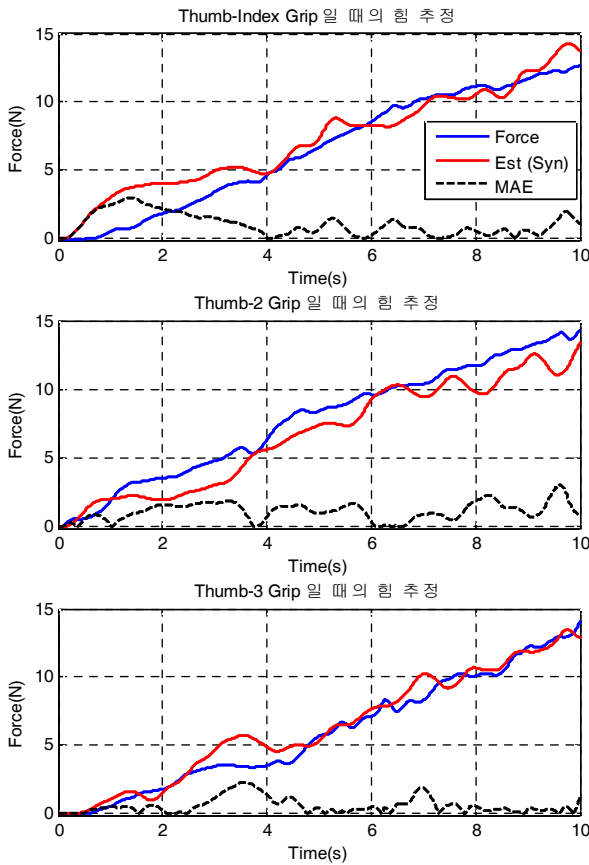 Thumb-Index Grip 일 때의 힘 추정
15
10
5
0
Force(N)
Force
Est (Syn)
MAE
0 2 4 6 8 10
Time(s)
Thumb-2 Grip 일 때의 힘 추정
15
10
5
0
Force(N)
0 2 4 6 8 10
Time(s)
Thumb-3 Grip 일 때의 힘 추정
15
10
5
0
Force(N)
0 2 4 6 8 10
Time(s)